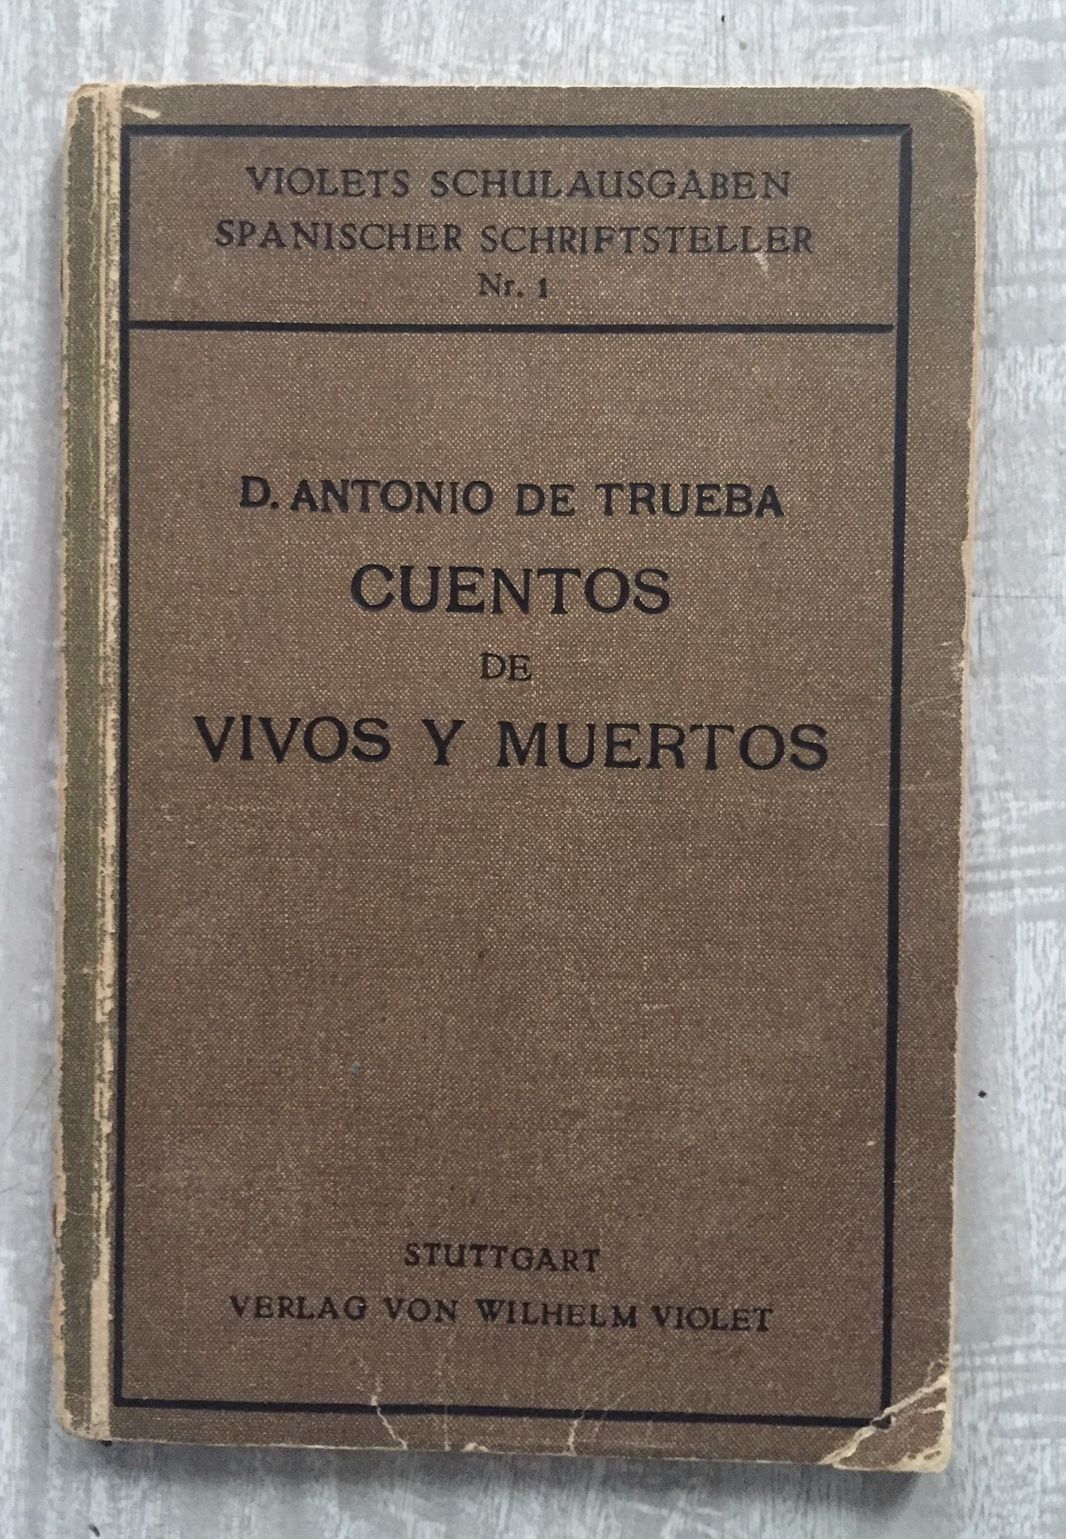 VIOLETS SCHULAUSGABEN
SPANISCHER SCHRIFTSTELLER
Nr. 1
D. ANTONIO DE TRUEBA
CUENTOS
DE
VIVOS Y MUERTOS
STUTTGART
VERLAG VON WILHELM VIOLET